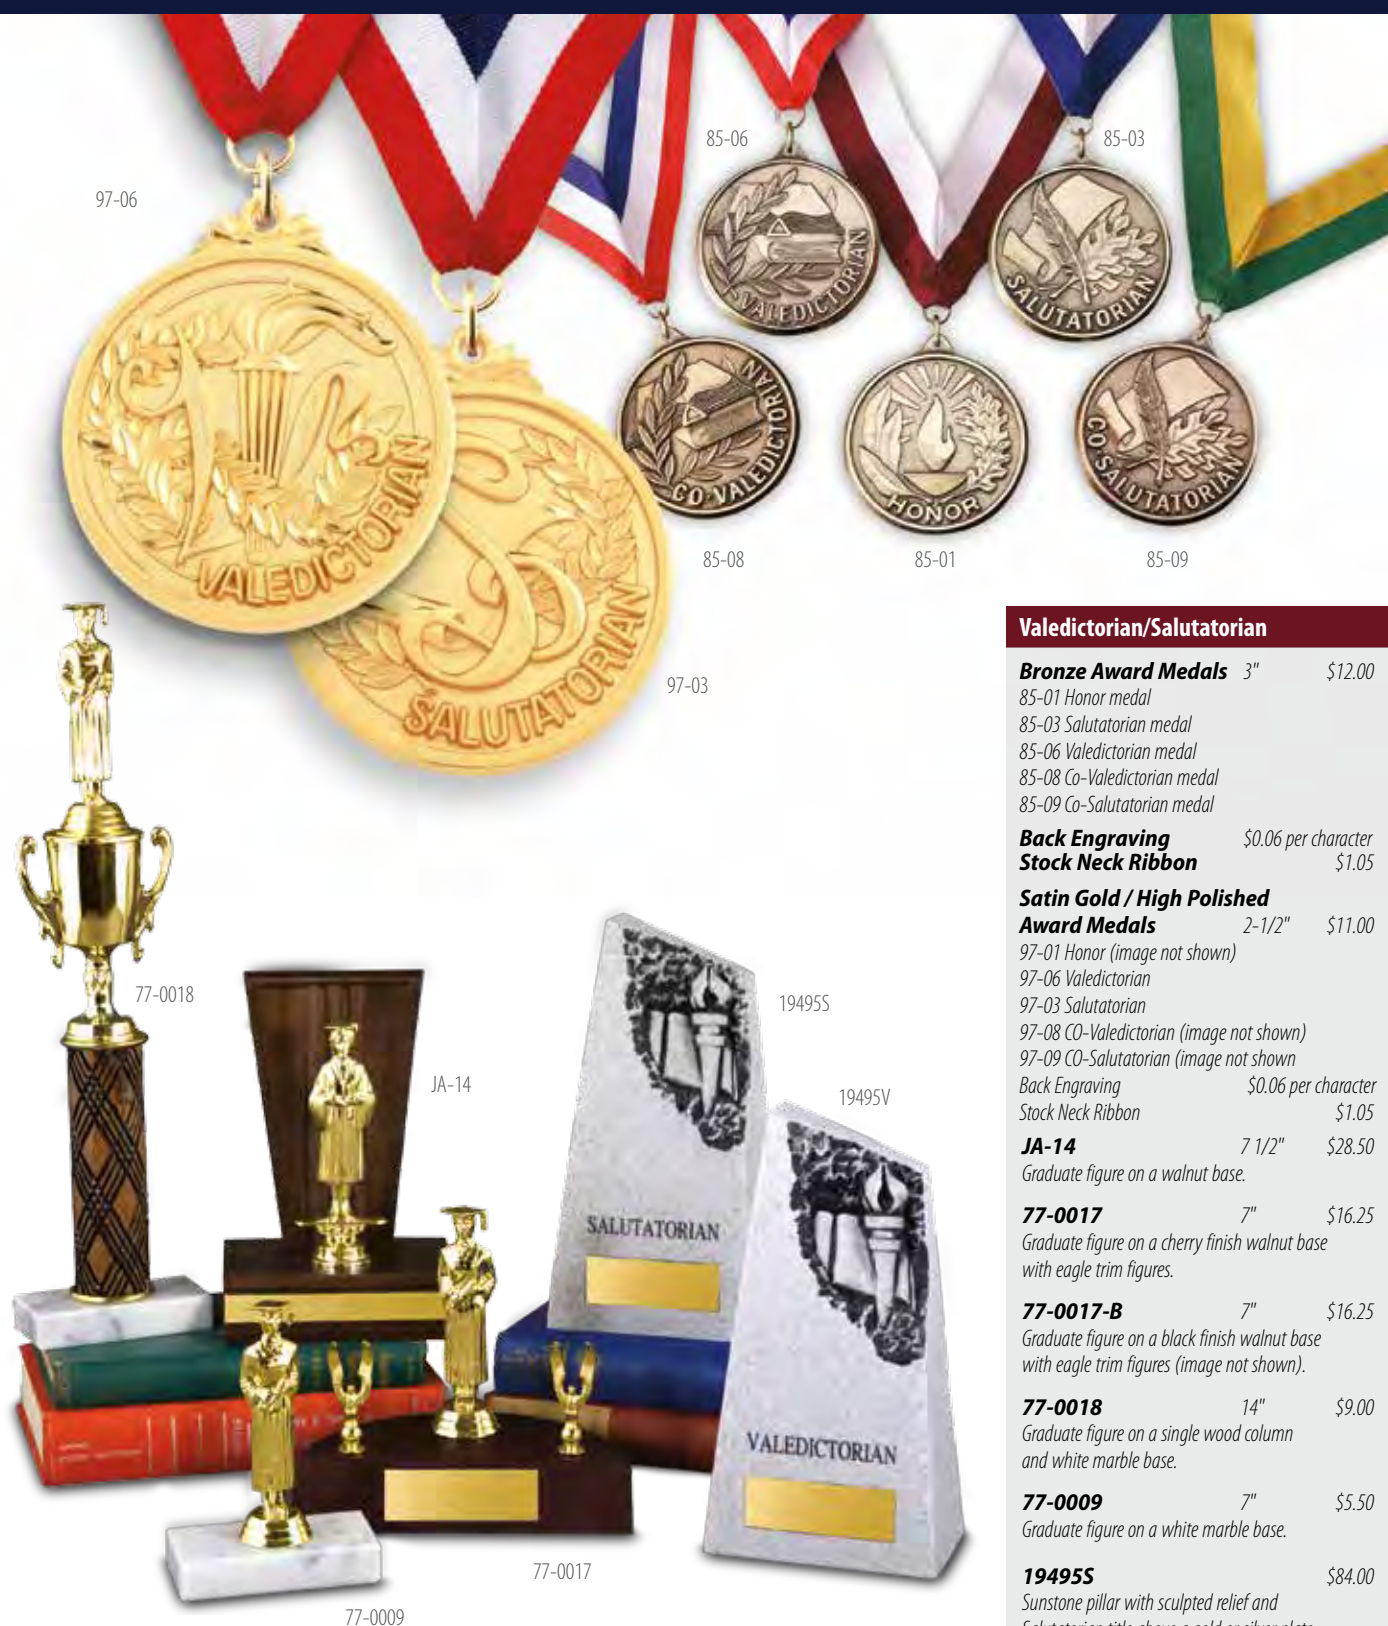 97-06
85-06
85-03
VALEDICTORIAN
SALUTATORIAN
CO-VALEDICTORIAN
HONOR
CO-SALUTATORIAN
VALEDICTORIAN
SALUTATORIAN
85-08
85-01
85-09
97-03
77-0018
JA-14
19495S
19495V
SALUTATORIAN
VALEDICTORIAN
77-0017
77-0009
Valedictorian/Salutatorian
Bronze Award Medals 3" $12.00
85-01 Honor medal
85-03 Salutatorian medal
85-06 Valedictorian medal
85-08 Co-Valedictorian medal
85-09 Co-Salutatorian medal
Back Engraving $0.06 per character
Stock Neck Ribbon $1.05
Satin Gold / High Polished
Award Medals 2-1/2" $11.00
97-01 Honor (image not shown)
97-06 Valedictorian
97-03 Salutatorian
97-08 CO-Valedictorian (image not shown)
97-09 CO-Salutatorian (image not shown
Back Engraving $0.06 per character
Stock Neck Ribbon $1.05
JA-14 7 1/2" $28.50
Graduate figure on a walnut base.
77-0017 7" $16.25
Graduate figure on a cherry finish walnut base
with eagle trim figures.
77-0017-B 7" $16.25
Graduate figure on a black finish walnut base
with eagle trim figures (image not shown).
77-0018 14" $9.00
Graduate figure on a single wood column
and white marble base.
77-0009 7" $5.50
Graduate figure on a white marble base.
19495S $84.00
Sunstone pillar with sculpted relief and
Salutatorian title above a gold or silver plate